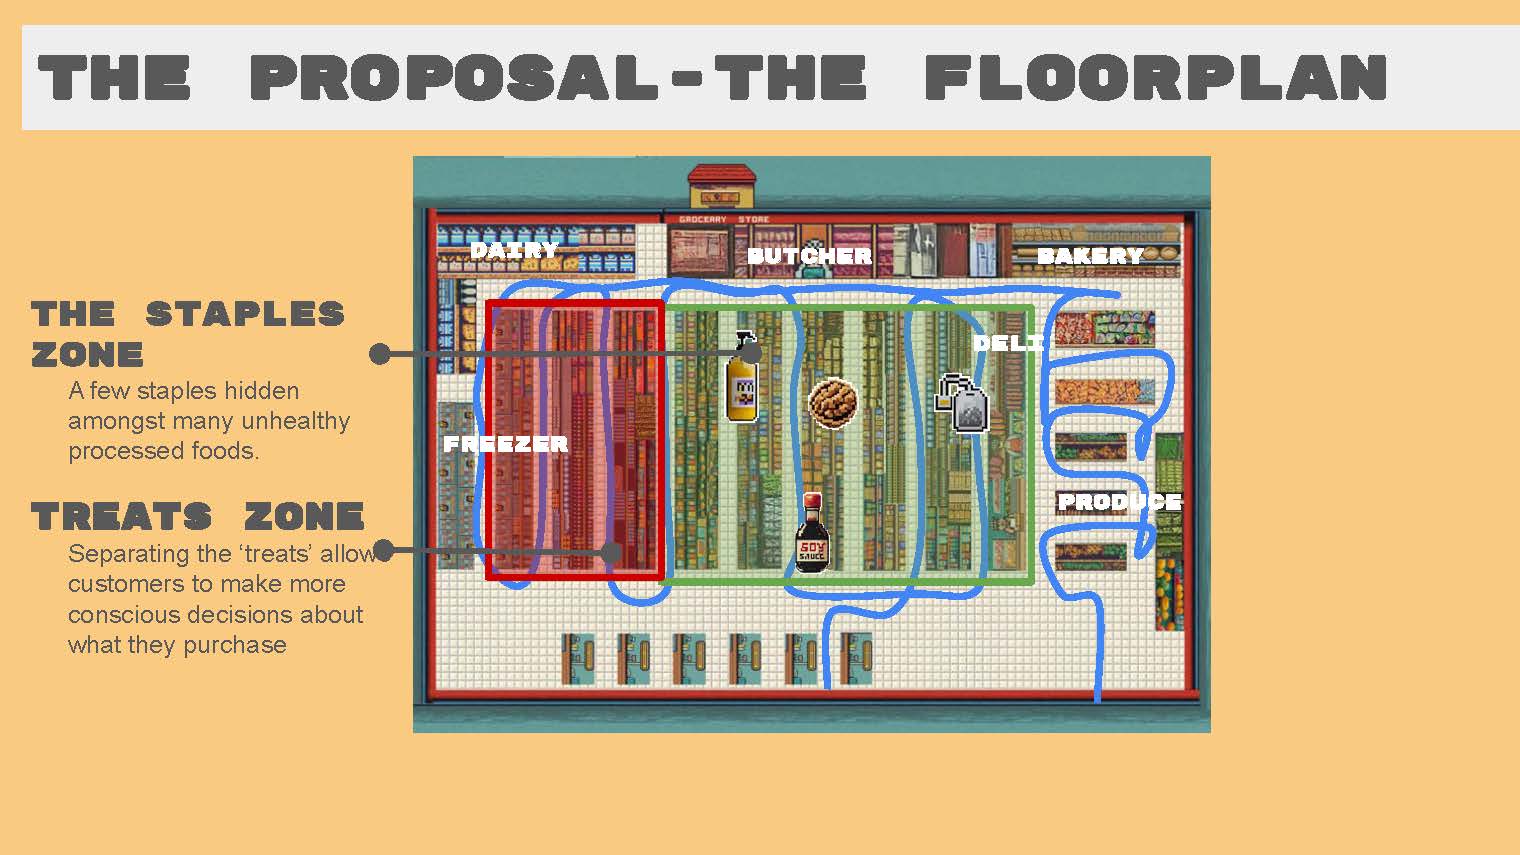 THE PROPOSAL-THE FLOORPLAN
GROCERRY STORE
DAIRY
BUTCHER
BAKERY
THE STAPLES
ZONE
A few staples hidden
amongst many unhealthy
processed foods.
DELI
FREEZER
PRODUCE
TREATS ZONE
Separating the ‘treats’ allow
customers to make more
conscious decisions about
what they purchase
SOY
SAUCE